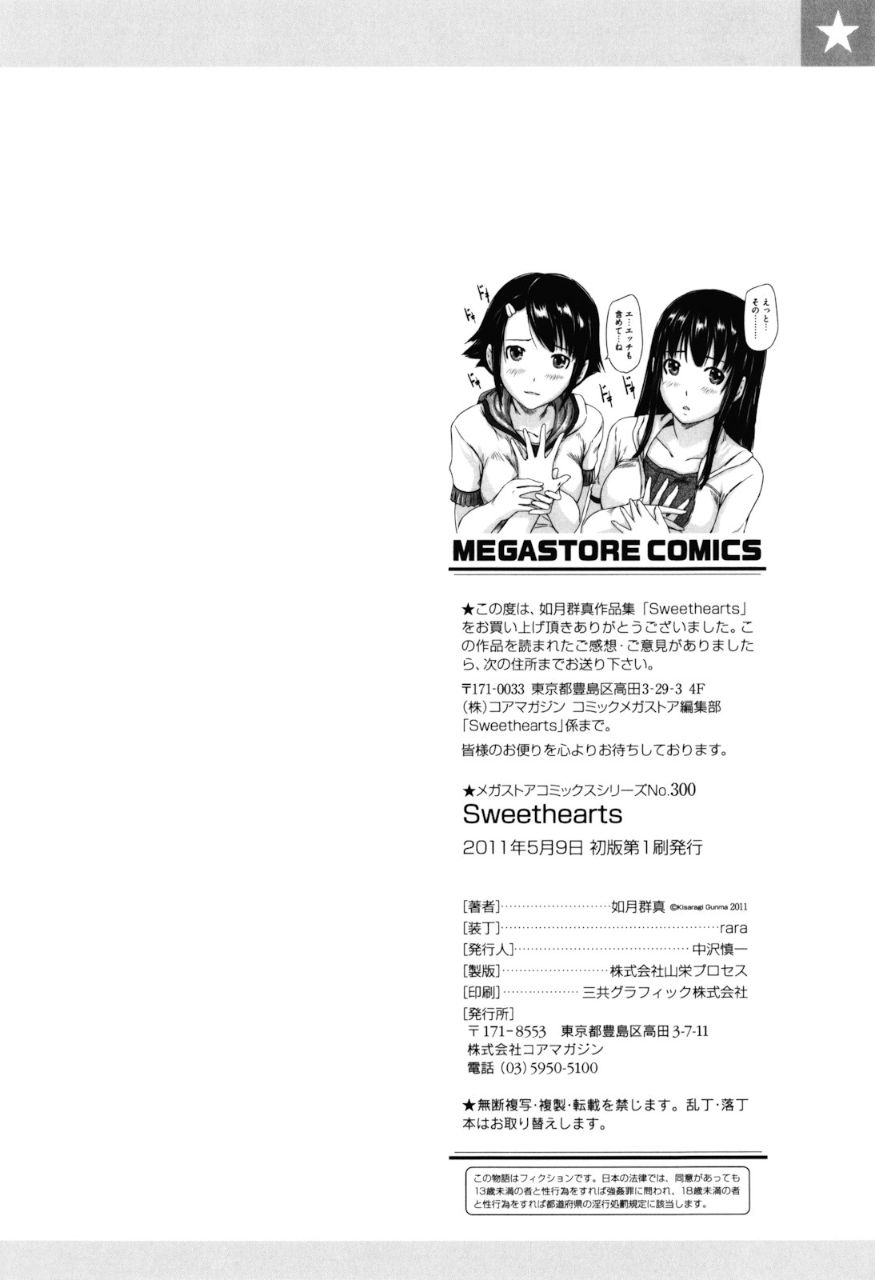 えっと…
その………
エ…エッチも
含めて…ね
ドキ
ドキ
ドキ
ドキ
ドキ
MEGASTORE COMICS
★この度は、如月群真作品集「Sweethearts」
をお買い上げ頂きありがとうございました。こ
の作品を読まれたご感想・ご意見がありました
ら、次の住所までお送り下さい。
〒171-0033 東京都豊島区高田3-29-3 4F
(株)コアマガジン コミックメガストア編集部
「Sweethearts」係まで。
皆様のお便りを心よりお待ちしております。
★メガストアコミックスシリーズNo.300
Sweethearts
2011年5月9日 初版第1刷発行
[著者]························如月群真 ©Kisaragi Gunma 2011
[装丁]···················································rara
[発行人]········································中沢慎一
[製版]························株式会社山栄プロセス
[印刷]·················三共グラフィック株式会社
[発行所]
〒171-8553 東京都豊島区高田3-7-11
株式会社コアマガジン
電話 (03)5950-5100
★無断複写・複製・転載を禁じます。乱丁・落丁
本はお取り替えします。
この物語はフィクションです。日本の法律では、同意があっても
13歳未満の者と性行為をすれば強姦罪に問われ、18歳未満の者
と性行為をすれば都道府県の淫行処罰規定に該当します。